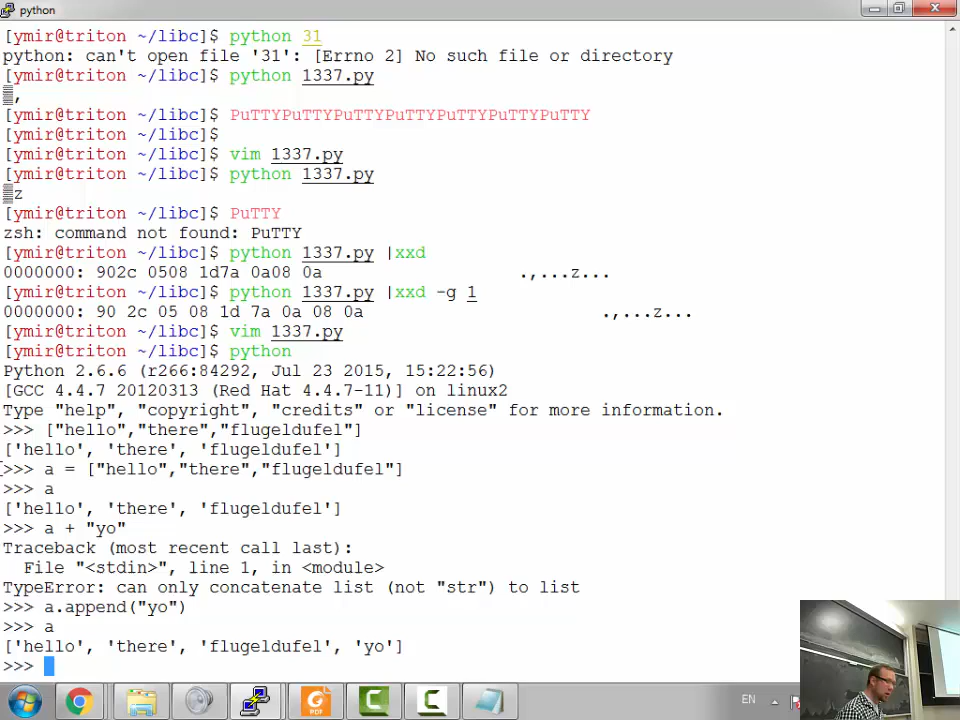 python
[ymir@triton ~/libc]$ python 31
python: can't open file '31': [Errno 2] No such file or directory
[ymir@triton ~/libc]$ python 1337.py
▒,
[ymir@triton ~/libc]$ PuTTYPuTTYPuTTYPuTTYPuTTYPuTTYPuTTY
[ymir@triton ~/libc]$
[ymir@triton ~/libc]$ vim 1337.py
[ymir@triton ~/libc]$ python 1337.py
▒z
[ymir@triton ~/libc]$ PuTTY
zsh: command not found: PuTTY
[ymir@triton ~/libc]$ python 1337.py |xxd
0000000: 902c 0508 1d7a 0a08 0a .,...z...
[ymir@triton ~/libc]$ python 1337.py |xxd -g 1
0000000: 90 2c 05 08 1d 7a 0a 08 0a .,...z...
[ymir@triton ~/libc]$ vim 1337.py
[ymir@triton ~/libc]$ python
Python 2.6.6 (r266:84292, Jul 23 2015, 15:22:56)
[GCC 4.4.7 20120313 (Red Hat 4.4.7-11)] on linux2
Type "help", "copyright", "credits" or "license" for more information.
>>> ["hello","there","flugeldufel"]
['hello', 'there', 'flugeldufel']
>>> a = ["hello","there","flugeldufel"]
>>> a
['hello', 'there', 'flugeldufel']
>>> a + "yo"
Traceback (most recent call last):
File "<stdin>", line 1, in <module>
TypeError: can only concatenate list (not "str") to list
>>> a.append("yo")
>>> a
['hello', 'there', 'flugeldufel', 'yo']
>>>
PDF
EN